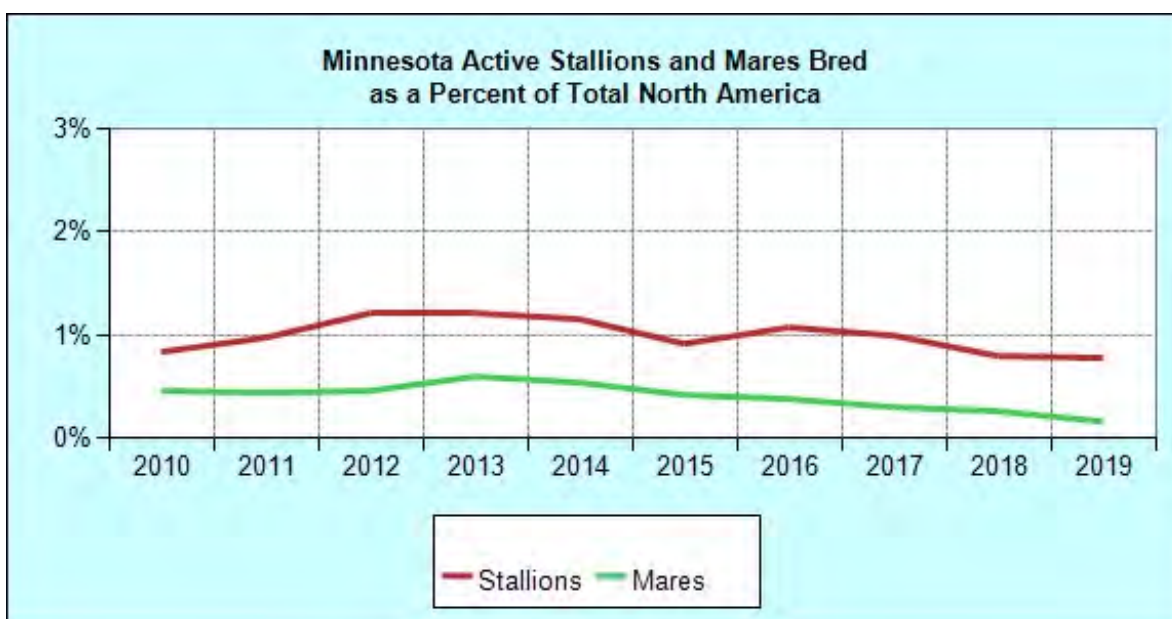 Minnesota Active Stallions and Mares Bred
as a Percent of Total North America
3%
2%
1%
0%
2010 2011 2012 2013 2014 2015 2016 2017 2018 2019
Stallions Mares